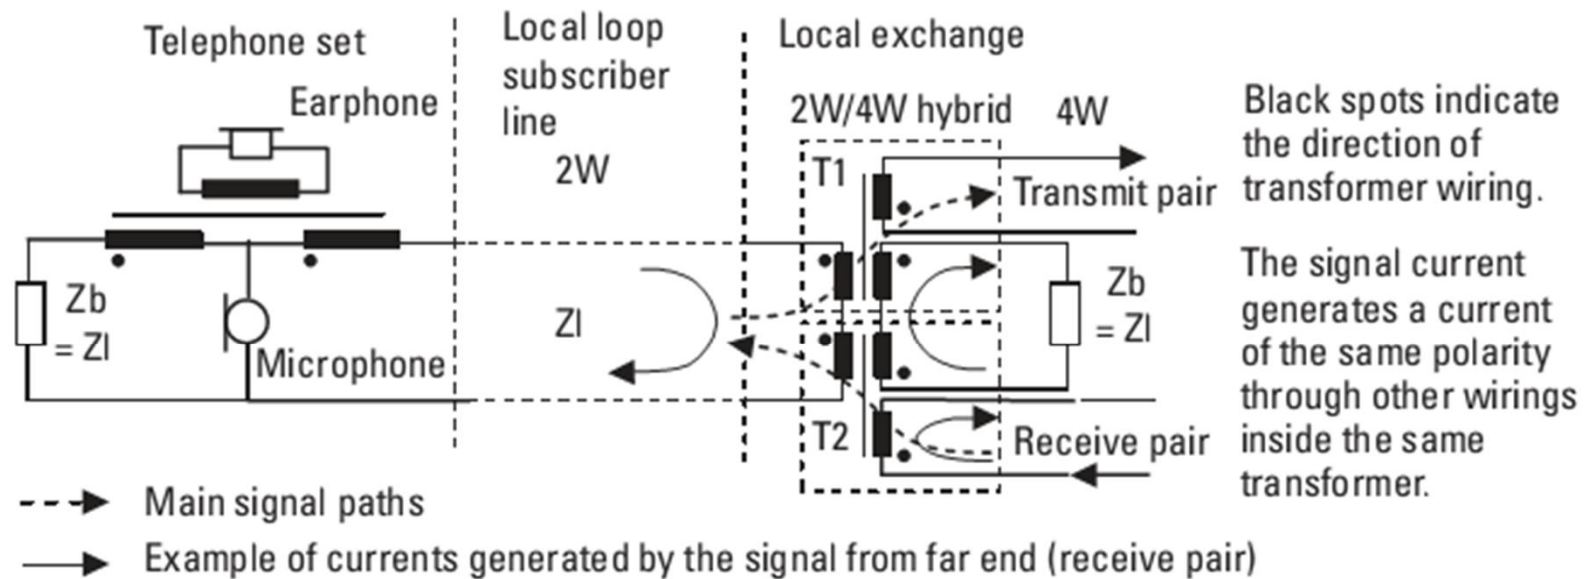 Telephone set
Earphone
Zb
= Zl
Microphone
Local loop
subscriber
line
2W
Zl
Local exchange
2W/4W hybrid
4W
T1
Transmit pair
Zb
= Zl
T2
Receive pair
Black spots indicate
the direction of
transformer wiring.
The signal current
generates a current
of the same polarity
through other wirings
inside the same
transformer.
Main signal paths
Example of currents generated by the signal from far end (receive pair)